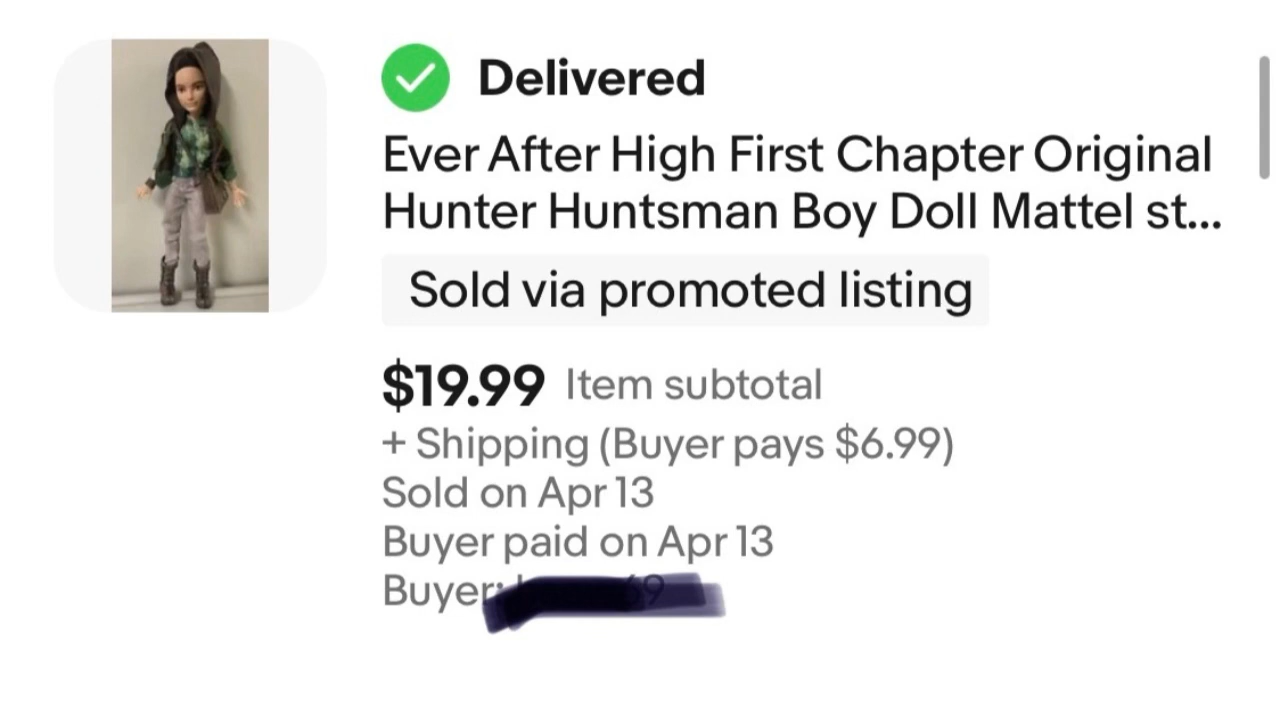 Delivered
Ever After High First Chapter Original
Hunter Huntsman Boy Doll Mattel st...
Sold via promoted listing
$19.99 Item subtotal
+ Shipping (Buyer pays $6.99)
Sold on Apr 13
Buyer paid on Apr 13
Buyer: